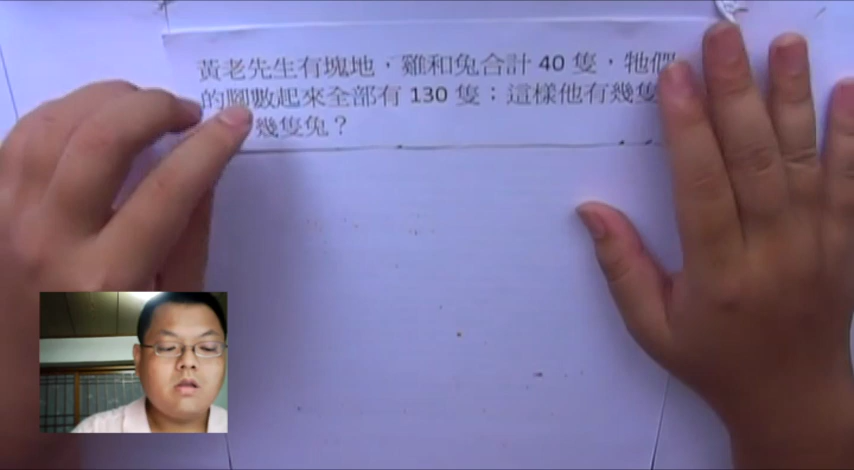 黃老先生有塊地，雞和兔合計 40 隻，牠們
的腳數起來全部有 130 隻；這樣他有幾隻
幾隻兔？